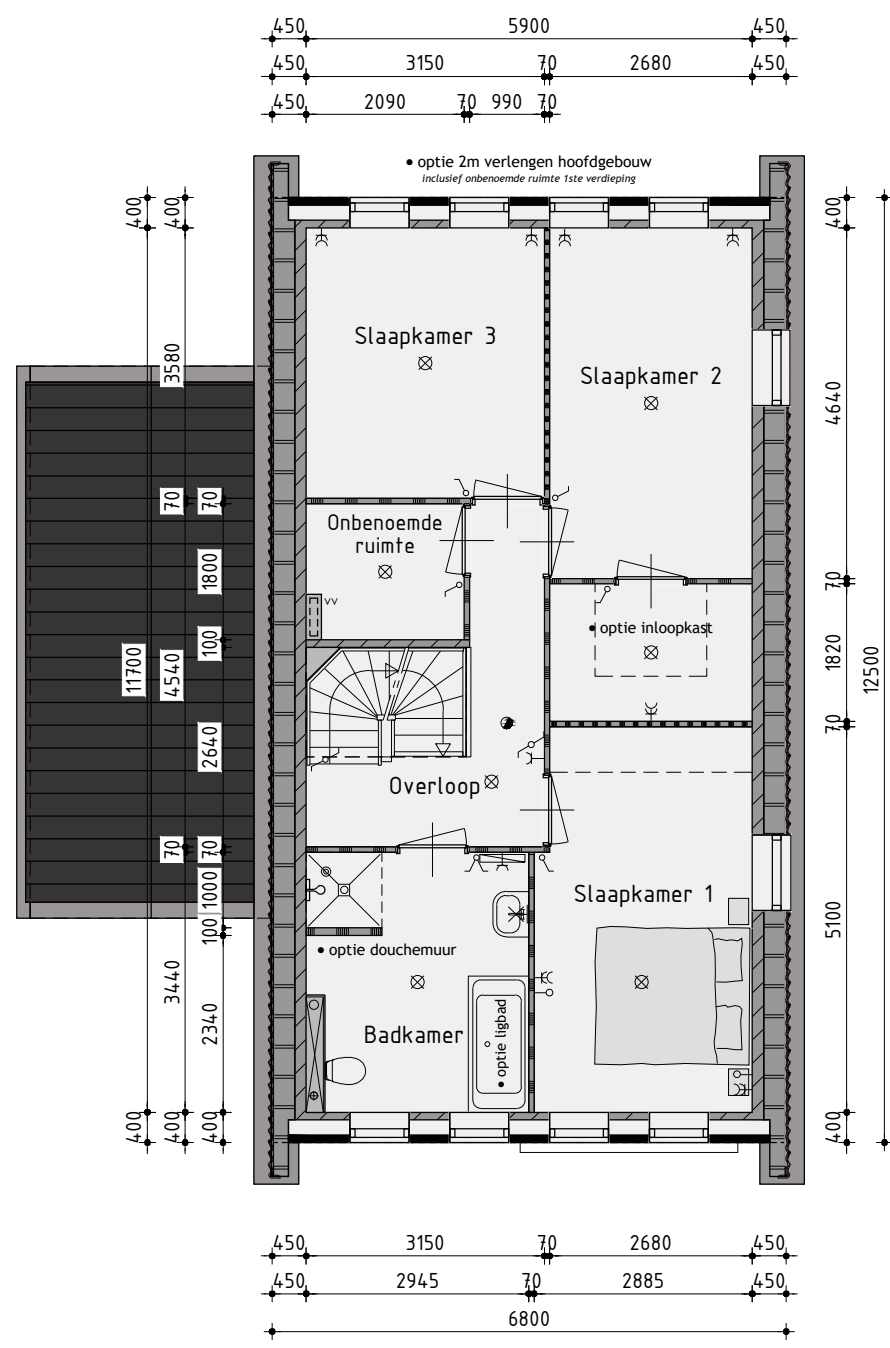 450 5900 450
450 3150 70 2680 450
450 2090 70 990 70
• optie 2m verlengen hoofdgebouw
inclusief onbenoemde ruimte 1ste verdieping
400 400 400
3580
Slaapkamer 3
Slaapkamer 2
4640
70 70
Onbenoemde
ruimte
1800
vv
70
• optie inloopkast
100
1820
11700 4540
12500
70
2640
Overloop
70 70
1000
Slaapkamer 1
100
5100
• optie douchemuur
3440
2340
Badkamer
• optie ligbad
400 400 400 400
450 3150 70 2680 450
450 2945 70 2885 450
6800